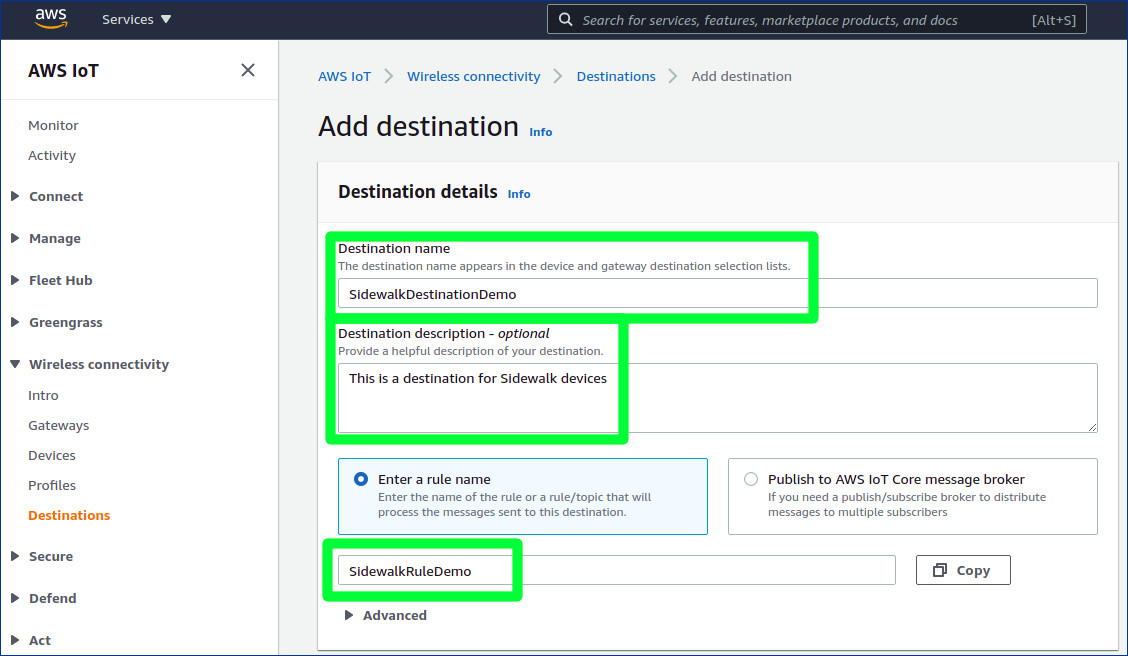 aws
Services
Search for services, features, marketplace products, and docs
[Alt+S]
AWS IoT
Monitor
Activity
Connect
Manage
Fleet Hub
Greengrass
Wireless connectivity
Intro
Gateways
Devices
Profiles
Destinations
Secure
Defend
Act
AWS IoT
Wireless connectivity
Destinations
Add destination
Add destination Info
Destination details Info
Destination name
The destination name appears in the device and gateway destination selection lists.
SidewalkDestinationDemo
Destination description - optional
Provide a helpful description of your destination.
This is a destination for Sidewalk devices
Enter a rule name
Enter the name of the rule or a rule/topic that will
process the messages sent to this destination.
Publish to AWS IoT Core message broker
If you need a publish/subscribe broker to distribute
messages to multiple subscribers
SidewalkRuleDemo
Copy
Advanced